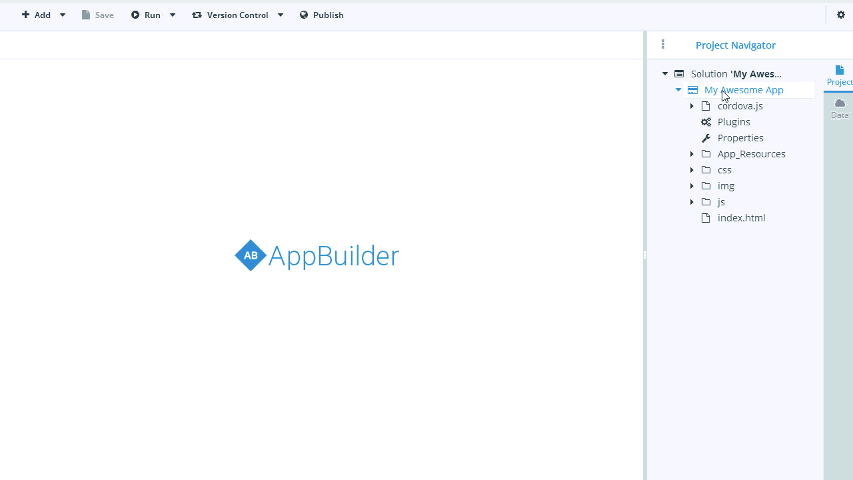 Add
Save
Run
Version Control
Publish
Project Navigator
Solution 'My Awes...
My Awesome App
cordova.js
Plugins
Properties
App_Resources
css
img
js
index.html
Project
Data
AB AppBuilder